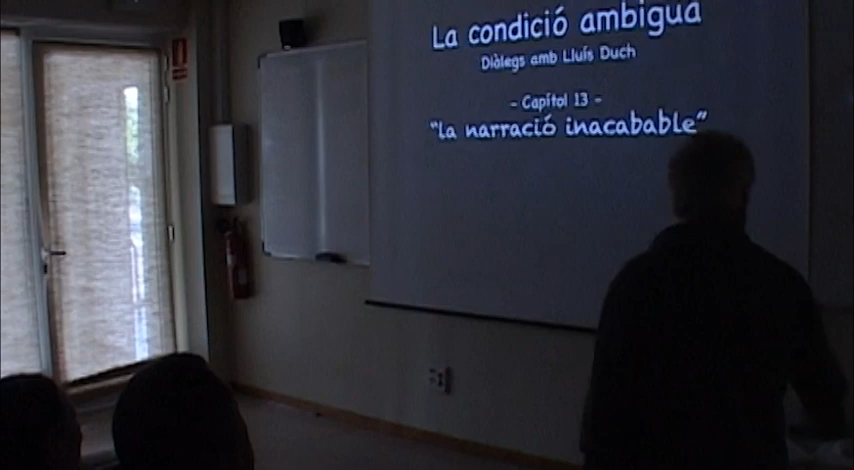 La condició ambigua
Diàlegs amb Lluís Duch
- Capítol 13 -
"la narració inacabable"